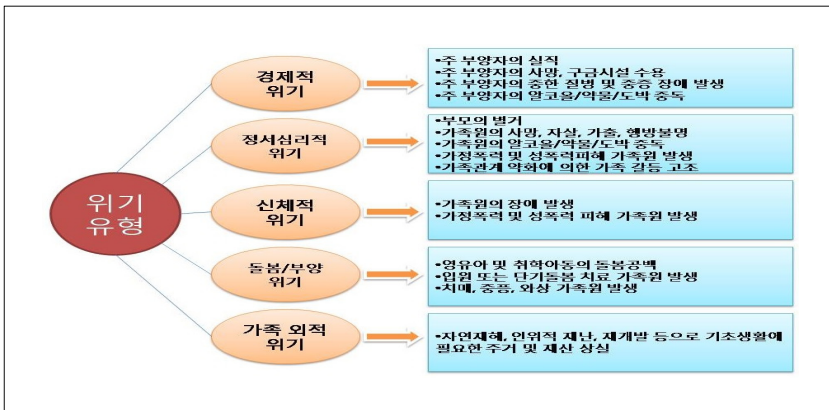 위기
유형
경제적
위기
•주 부양자의 실직
•주 부양자의 사망, 구금시설 수용
•주 부양자의 중한 질병 및 중증 장애 발생
•주 부양자의 알코올/약물/도박 중독
정서심리적
위기
•부모의 별거
•가족원의 사망, 자살, 가출, 행방불명
•가족원의 알코올/약물/도박 중독
•가정폭력 및 성폭력피해 가족원 발생
•가족관계 약화에 의한 가족 갈등 고조
신체적
위기
•가족원의 장애 발생
•가정폭력 및 성폭력 피해 가족원 발생
돌봄/부양
위기
•영유아 및 취학아동의 돌봄공백
•입원 또는 단기돌봄 치료 가족원 발생
•치매, 중풍, 와상 가족원 발생
가족 외적
위기
•자연재해, 인위적 재난, 재개발 등으로 기초생활에
필요한 주거 및 재산 상실